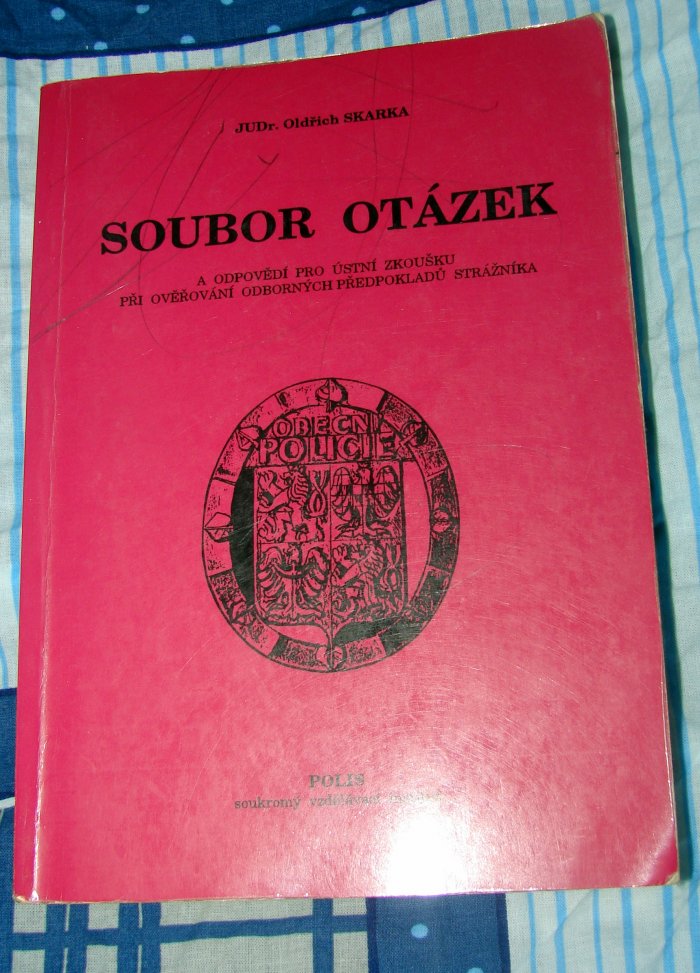 JUDr. Oldřich SKARKA
SOUBOR OTÁZEK
A ODPOVĚDÍ PRO ÚSTNÍ ZKOUŠKU
PŘI OVĚŘOVÁNÍ ODBORNÝCH PŘEDPOKLADŮ STRÁŽNÍKA
OBECNÍ
POLICIE
POLIS
soukromý vzdělávací